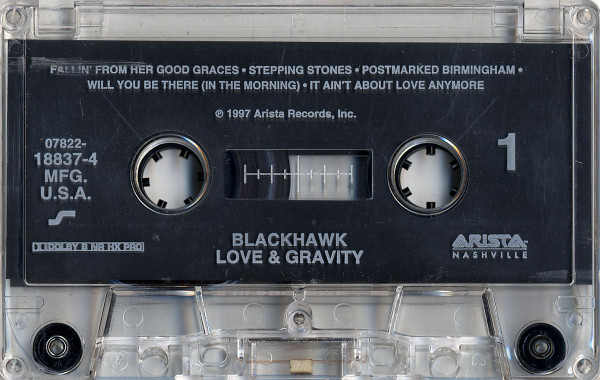 FALLIN' FROM HER GOOD GRACES • STEPPING STONES • POSTMARKED BIRMINGHAM •
WILL YOU BE THERE (IN THE MORNING) • IT AIN'T ABOUT LOVE ANYMORE
℗ 1997 Arista Records, Inc.
07822-
18837-4
MFG.
U.S.A.
1
DOLBY B NR HX PRO
BLACKHAWK
LOVE & GRAVITY
ARISTA
NASHVILLE